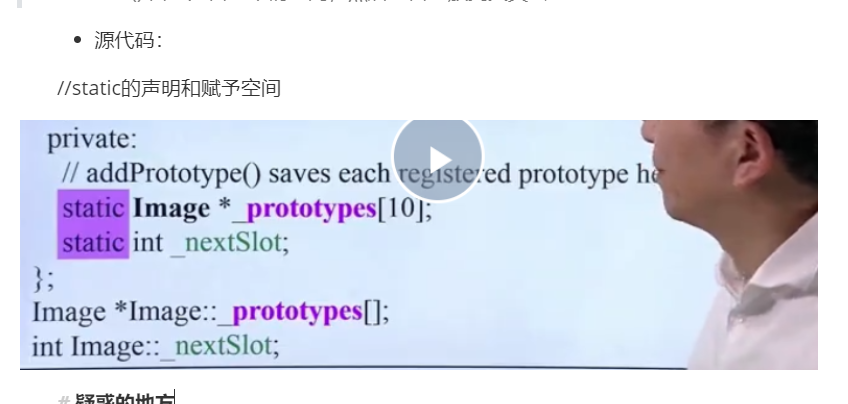 源代码：
//static的声明和赋予空间
private:
// addPrototype() saves each registered prototype he
static Image *_prototypes[10];
static int _nextSlot;
};
Image *Image::_prototypes[];
int Image::_nextSlot;
# 疑惑的地方